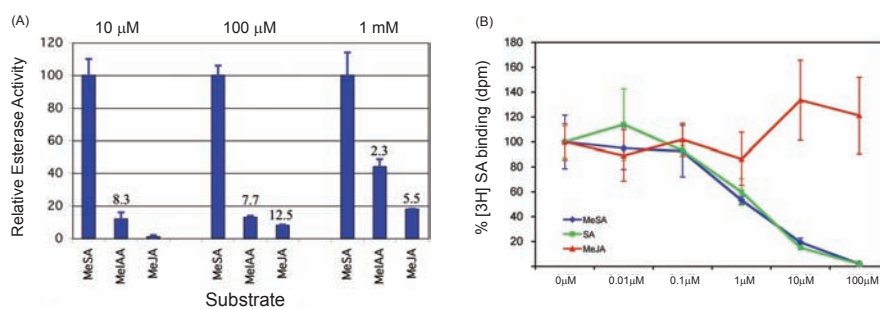 (A)
10 µM 100 µM 1 mM
Relative Esterase Activity
120
100
80
60
40
20
0
8.3
7.7
12.5
2.3
5.5
MeSA MeIAA MeJA MeSA MeIAA MeJA MeSA MeIAA MeJA
Substrate
(B)
% [3H] SA binding (dpm)
180
160
140
120
100
80
60
40
20
MeSA
SA
MeJA
0µM 0.01µM 0.1µM 1µM 10µM 100µM